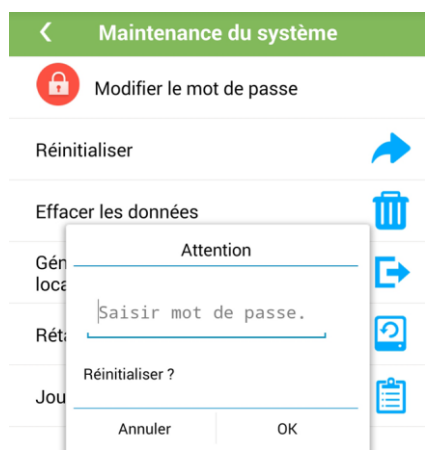 Maintenance du système
Modifier le mot de passe
Réinitialiser
Effacer les données
Attention
Saisir mot de passe.
Réinitialiser ?
Annuler OK